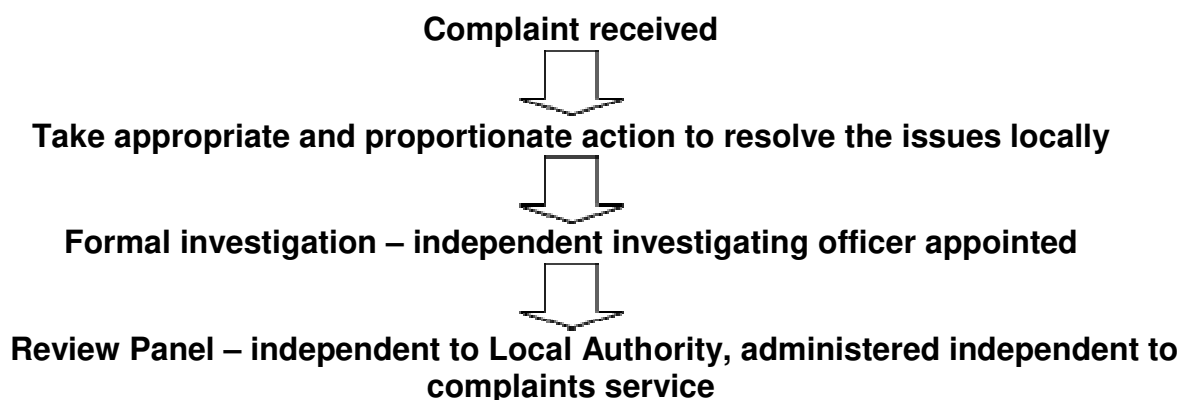 Complaint received
Take appropriate and proportionate action to resolve the issues locally
Formal investigation – independent investigating officer appointed
Review Panel – independent to Local Authority, administered independent to
complaints service